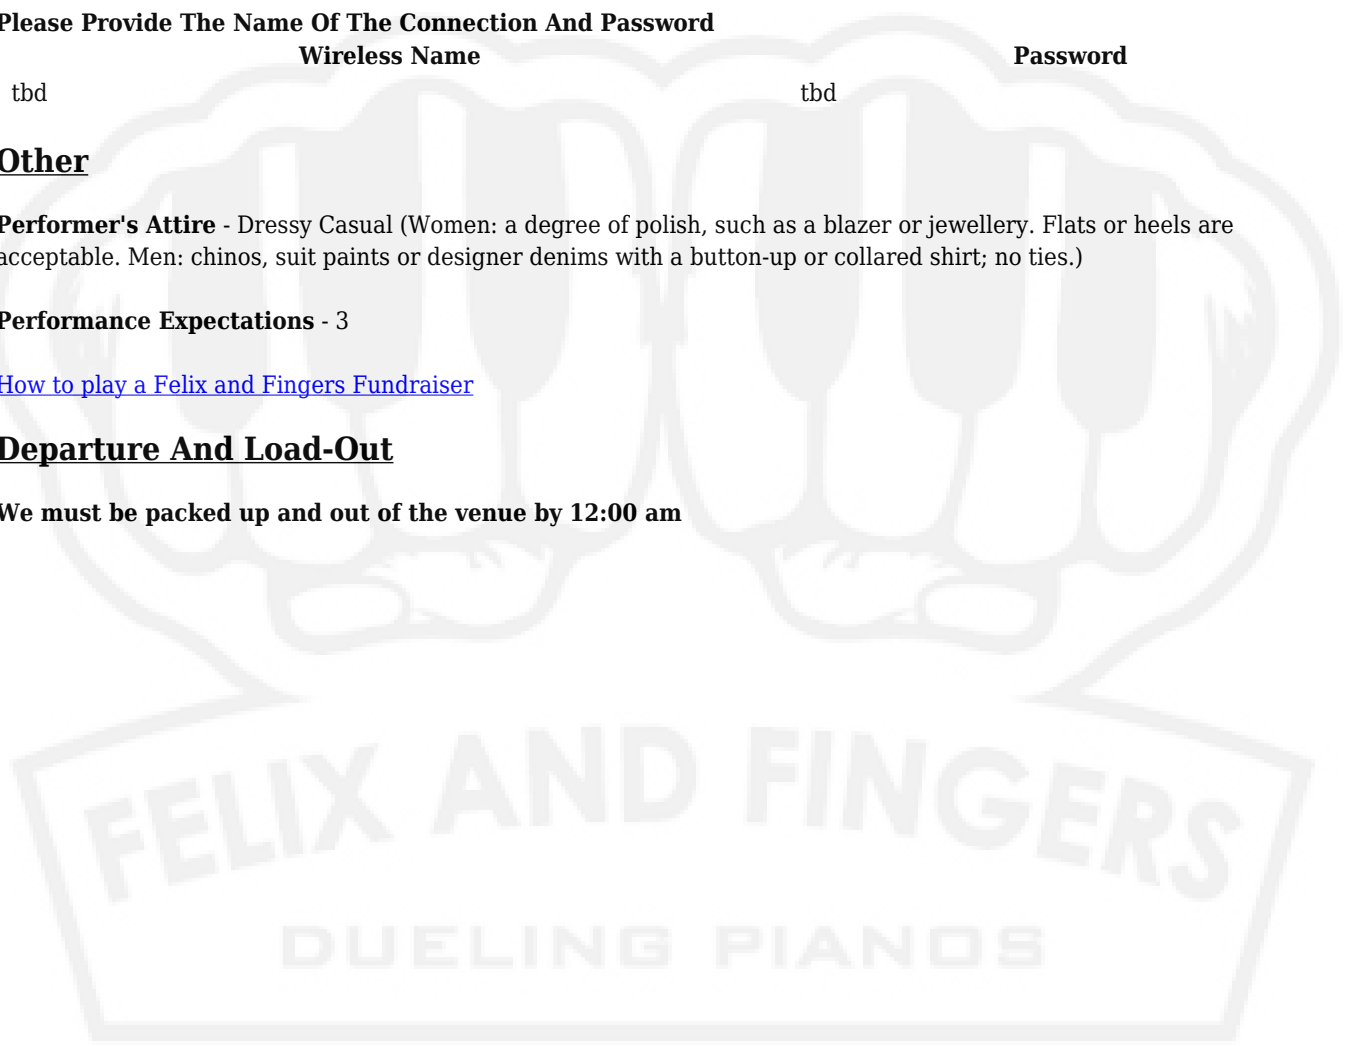 Please Provide The Name Of The Connection And Password
Wireless Name Password
tbd tbd
Other
Performer's Attire - Dressy Casual (Women: a degree of polish, such as a blazer or jewellery. Flats or heels are
acceptable. Men: chinos, suit paints or designer denims with a button-up or collared shirt; no ties.)
Performance Expectations - 3
How to play a Felix and Fingers Fundraiser
Departure And Load-Out
We must be packed up and out of the venue by 12:00 am
FELIX AND FINGERS
DUELING PIANOS